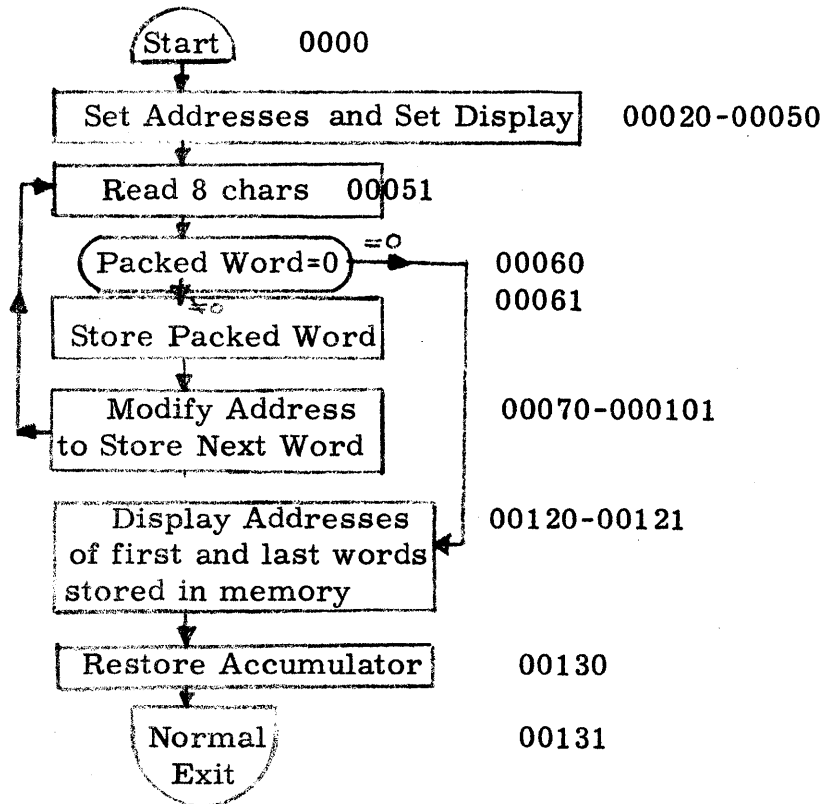 Start 0000
Set Addresses and Set Display 00020-00050
Read 8 chars 00051
=0
Packed Word=0 00060
≠0 00061
Store Packed Word
Modify Address 00070-000101
to Store Next Word
Display Addresses 00120-00121
of first and last words
stored in memory
Restore Accumulator 00130
Normal 00131
Exit